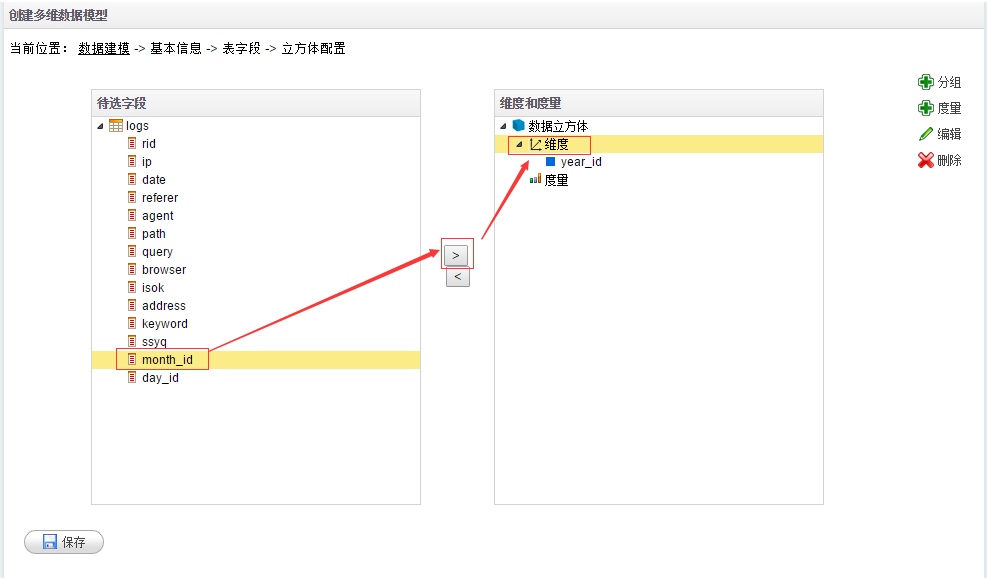 创建多维数据模型
当前位置： 数据建模 -> 基本信息 -> 表字段 -> 立方体配置
待选字段
logs
rid
ip
date
referer
agent
path
query
browser
isok
address
keyword
ssyq
month_id
day_id
>
<
维度和度量
数据立方体
维度
year_id
度量
分组
度量
编辑
删除
保存